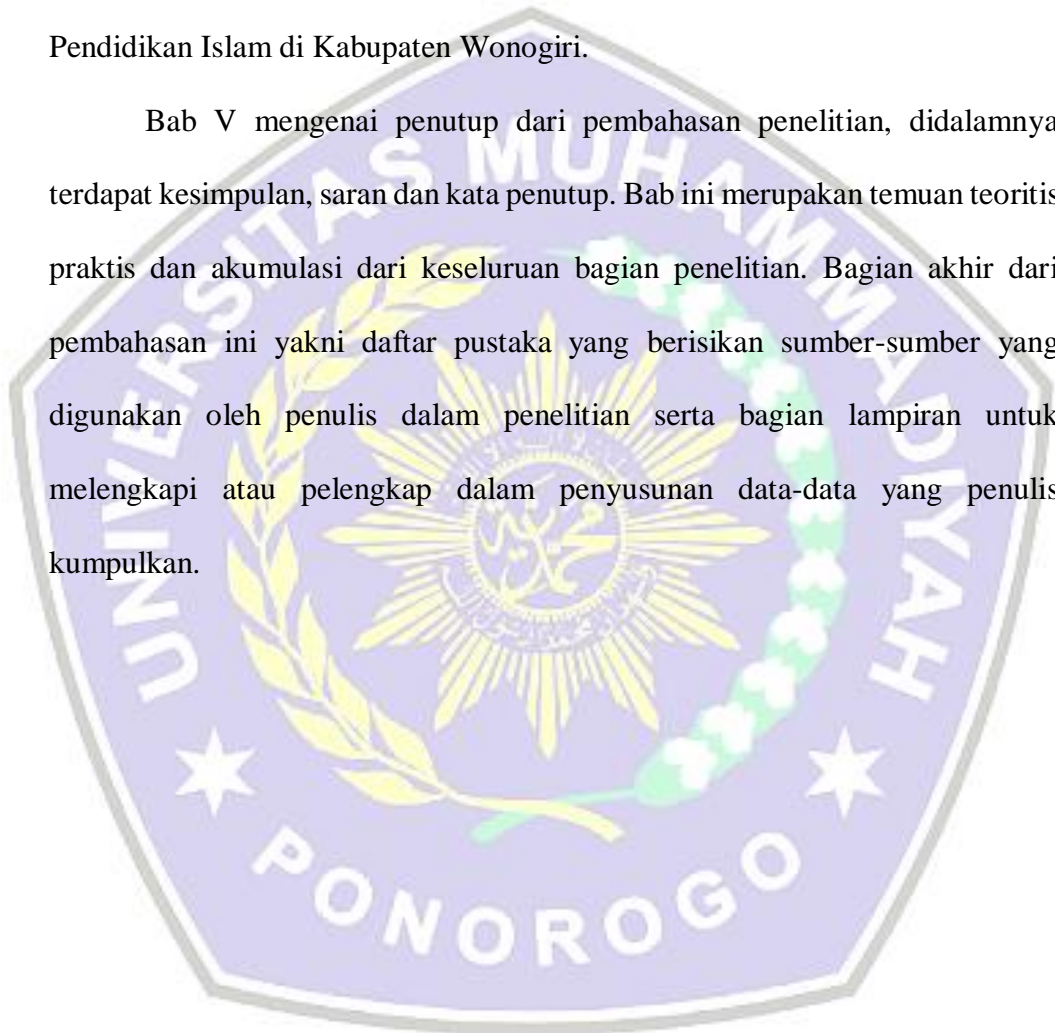 Pendidikan Islam di Kabupaten Wonogiri.
Bab V mengenai penutup dari pembahasan penelitian, didalamnya
terdapat kesimpulan, saran dan kata penutup. Bab ini merupakan temuan teoritis
praktis dan akumulasi dari keseluruan bagian penelitian. Bagian akhir dari
pembahasan ini yakni daftar pustaka yang berisikan sumber-sumber yang
digunakan oleh penulis dalam penelitian serta bagian lampiran untuk
melengkapi atau pelengkap dalam penyusunan data-data yang penulis
kumpulkan.
UNIVERSITAS MUHAMMADIYAH
PONOROGO